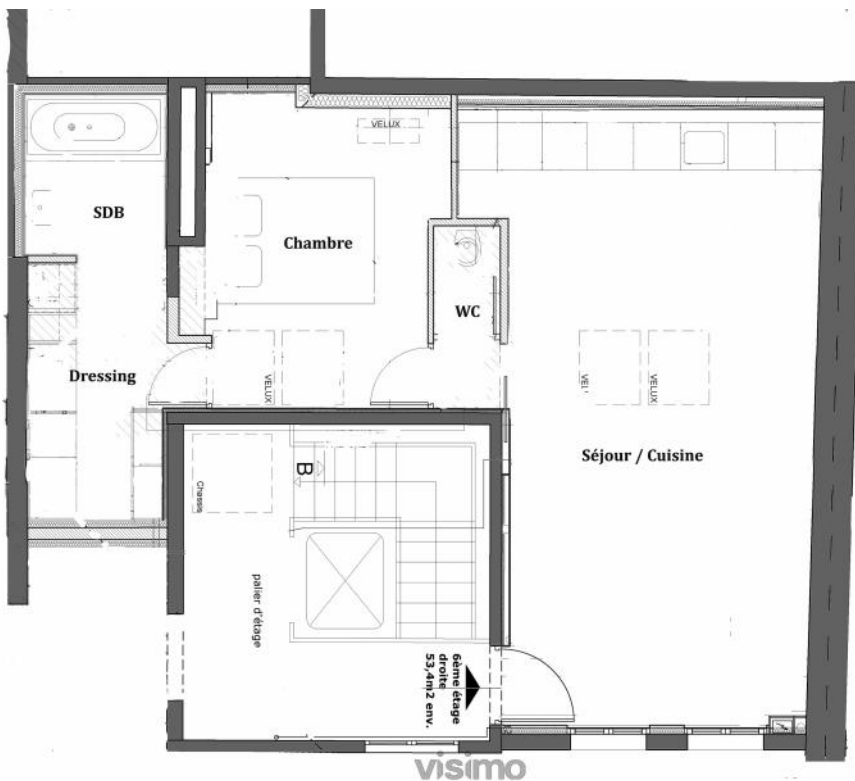 VELUX
SDB
Chambre
WC
Dressing
VELUX
VEL'
VELUX
Séjour / Cuisine
B
Chassis
palier d'étage
6ème étage
droite
53,4m2 env.
visimo